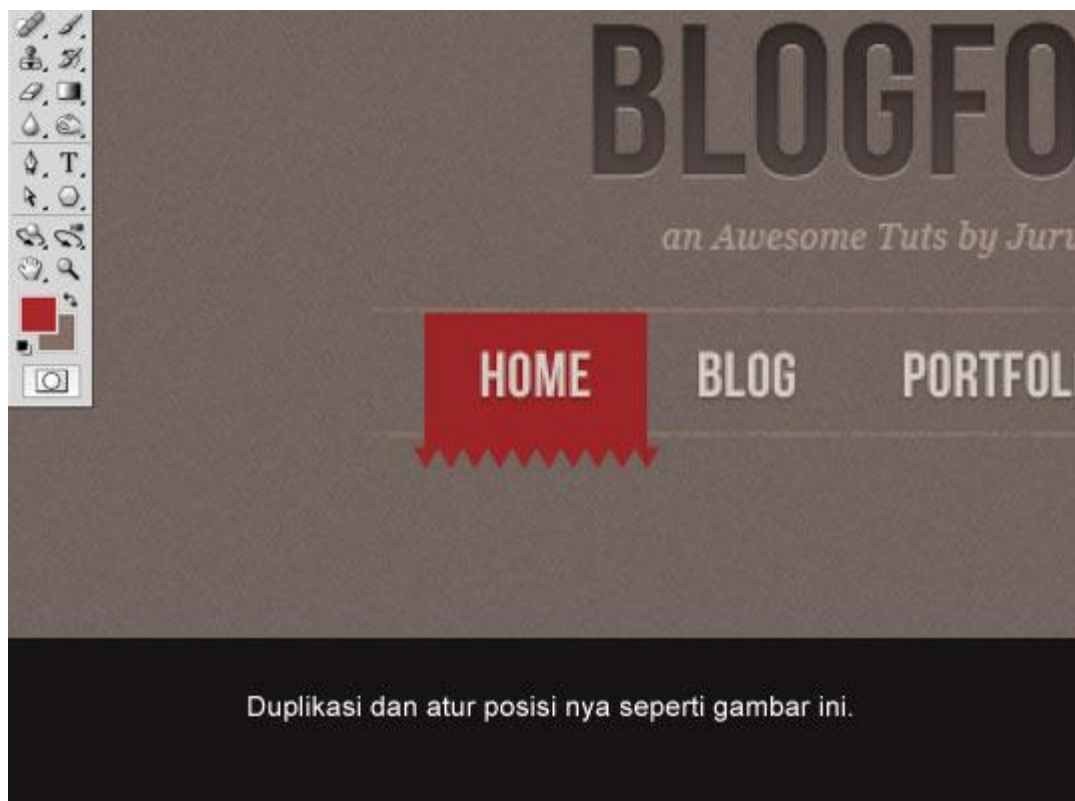 BLOGFO
an Awesome Tuts by Juru
HOME BLOG PORTFOL
Duplikasi dan atur posisi nya seperti gambar ini.